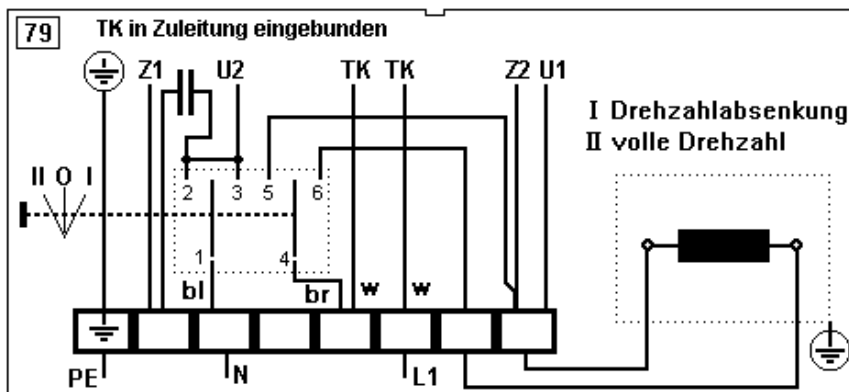 79 TK in Zuleitung eingebunden
Z1 U2 TK TK Z2 U1
I Drehzahlabsenkung
II volle Drehzahl
II O I
2 3 5 6
1 4
bl br w w
PE N L1